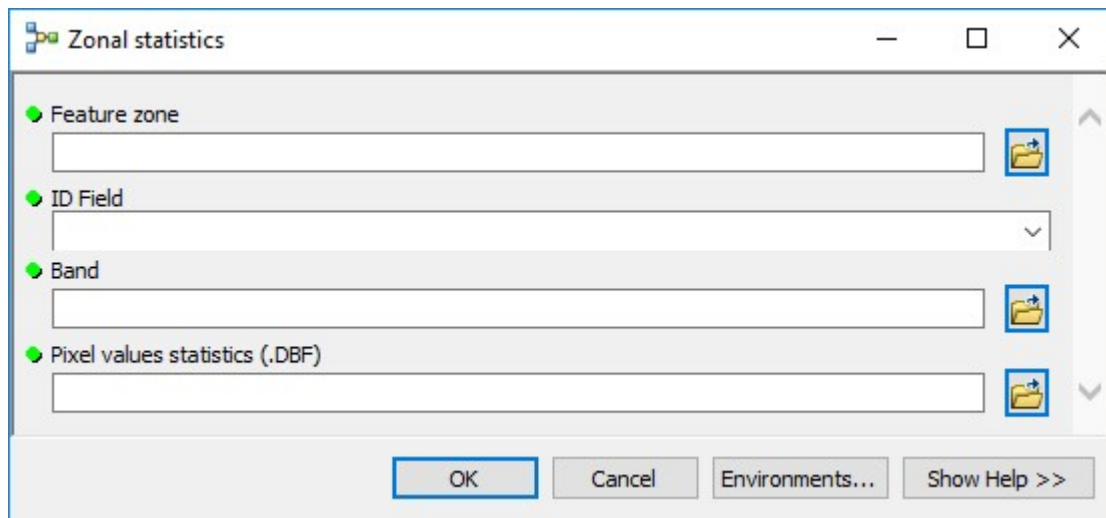 Zonal statistics
Feature zone
ID Field
Band
Pixel values statistics (.DBF)
OK Cancel Environments... Show Help >>